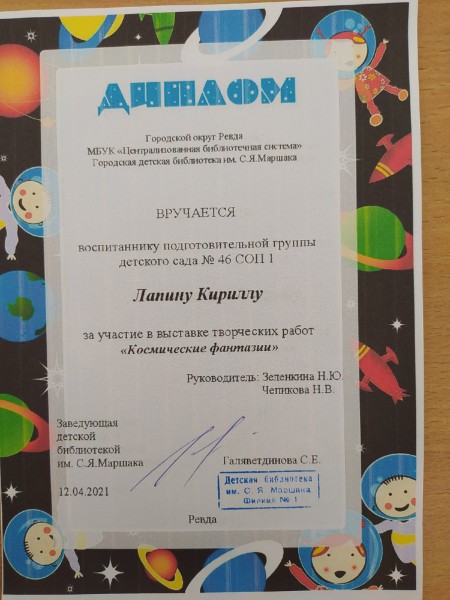 ДИПЛОМ
Городской округ Ревда
МБУК «Централизованная библиотечная система»
Городская детская библиотека им. С.Я.Маршака
ВРУЧАЕТСЯ
воспитаннику подготовительной группы
детского сада № 46 СОП 1
Лапину Кириллу
за участие в выставке творческих работ
«Космические фантазии»
Руководитель: Зеленкина Н.Ю.
Чепикова Н.В.
Заведующая
детской
библиотекой
им. С.Я.Маршака
Галяветдинова С.Е.
12.04.2021
Детская библиотека
им. С. Я. Маршака
Филиал № 1
Ревда